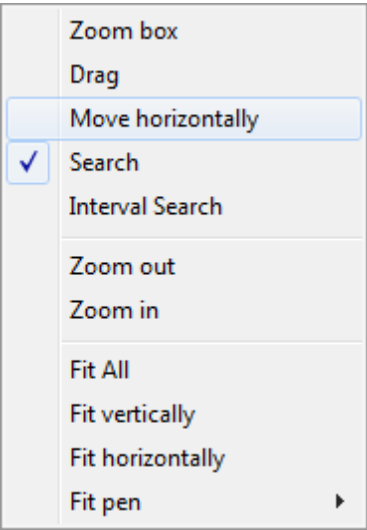 Zoom box
Drag
Move horizontally
Search
Interval Search
Zoom out
Zoom in
Fit All
Fit vertically
Fit horizontally
Fit pen